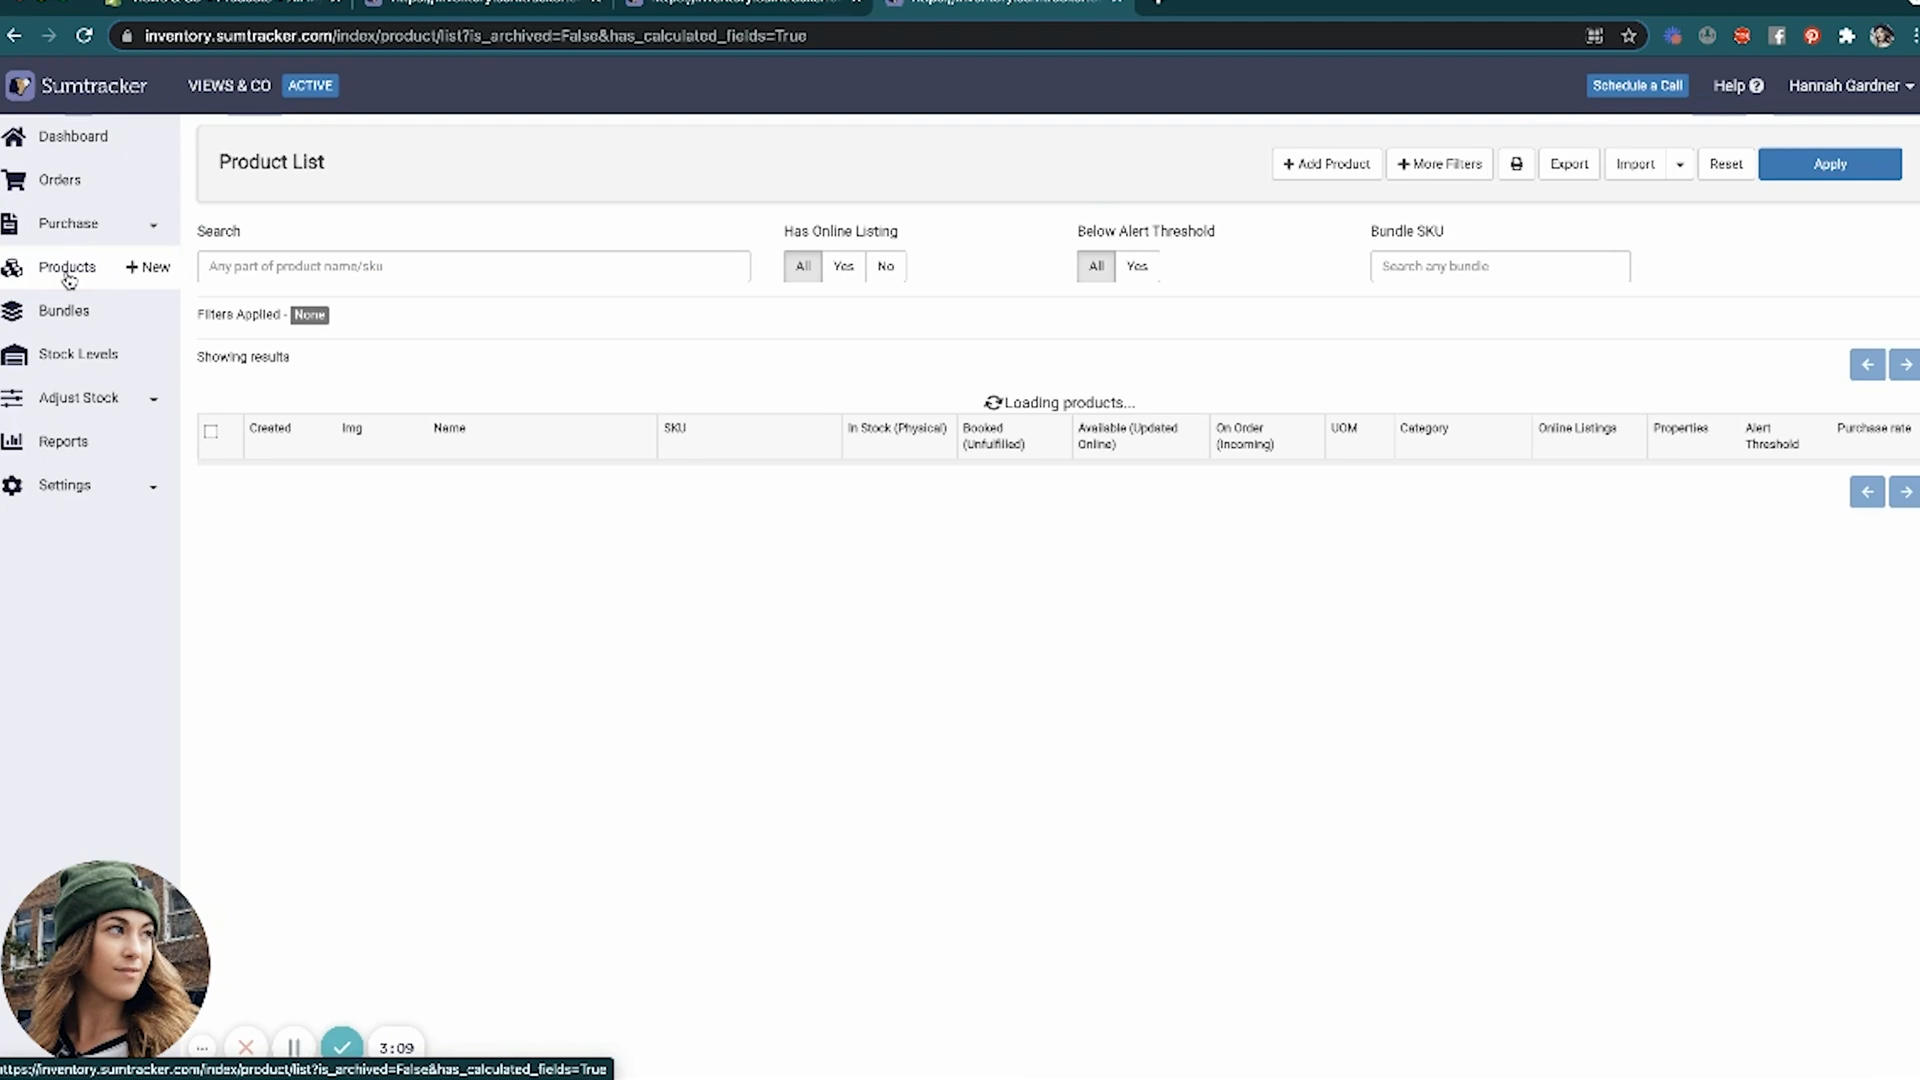 inventory.sumtracker.com/index/product/list?is_archived=False&has_calculated_fields=True
Sumtracker
VIEWS & CO
ACTIVE
Schedule a Call
Help
Hannah Gardner
Dashboard
Orders
Purchase
Products
+ New
Bundles
Stock Levels
Adjust Stock
Reports
Settings
Product List
+ Add Product
+ More Filters
Export
Import
Reset
Apply
Search
Has Online Listing
Below Alert Threshold
Bundle SKU
Any part of product name/sku
All
Yes
No
All
Yes
Search any bundle
Filters Applied - None
Showing results
Loading products...
Created
Img
Name
SKU
In Stock (Physical)
Booked
(Unfulfilled)
Available (Updated
Online)
On Order
(Incoming)
UOM
Category
Online Listings
Properties
Alert
Threshold
Purchase rate
3:09
https://inventory.sumtracker.com/index/product/list?is_archived=False&has_calculated_fields=True